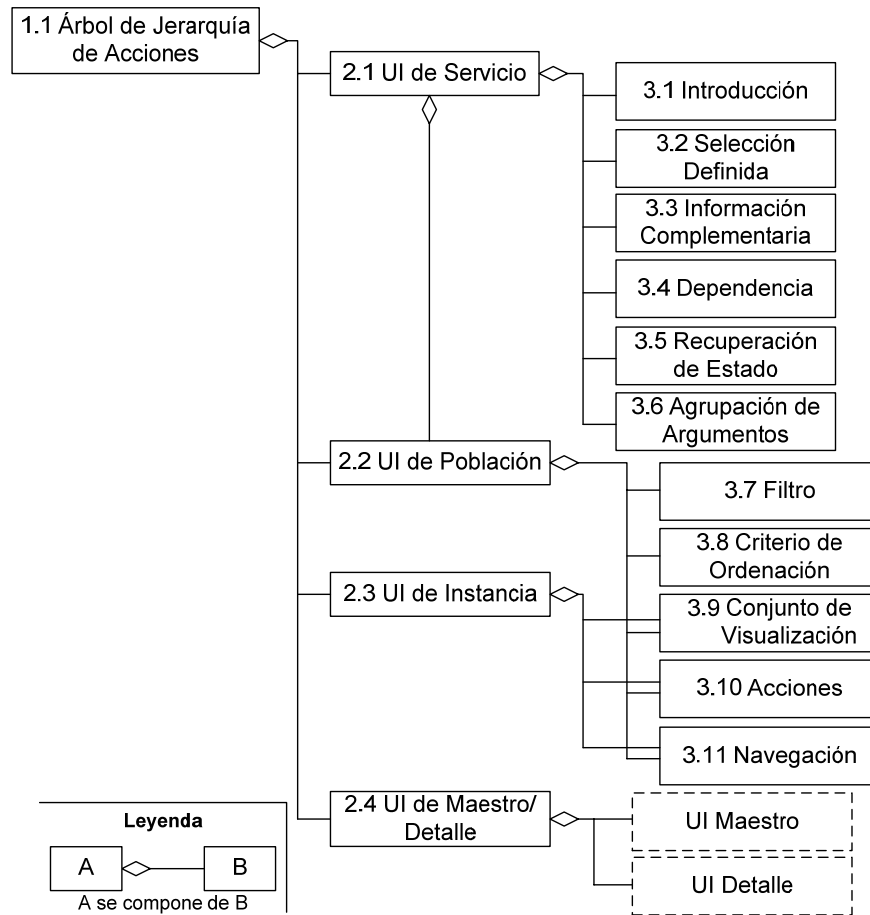 1.1 Árbol de Jerarquía
de Acciones
2.1 UI de Servicio
3.1 Introducción
3.2 Selección
Definida
3.3 Información
Complementaria
3.4 Dependencia
3.5 Recuperación
de Estado
3.6 Agrupación de
Argumentos
2.2 UI de Población
3.7 Filtro
3.8 Criterio de
Ordenación
2.3 UI de Instancia
3.9 Conjunto de
Visualización
3.10 Acciones
3.11 Navegación
2.4 UI de Maestro/
Detalle
UI Maestro
UI Detalle
Leyenda
A
B
A se compone de B